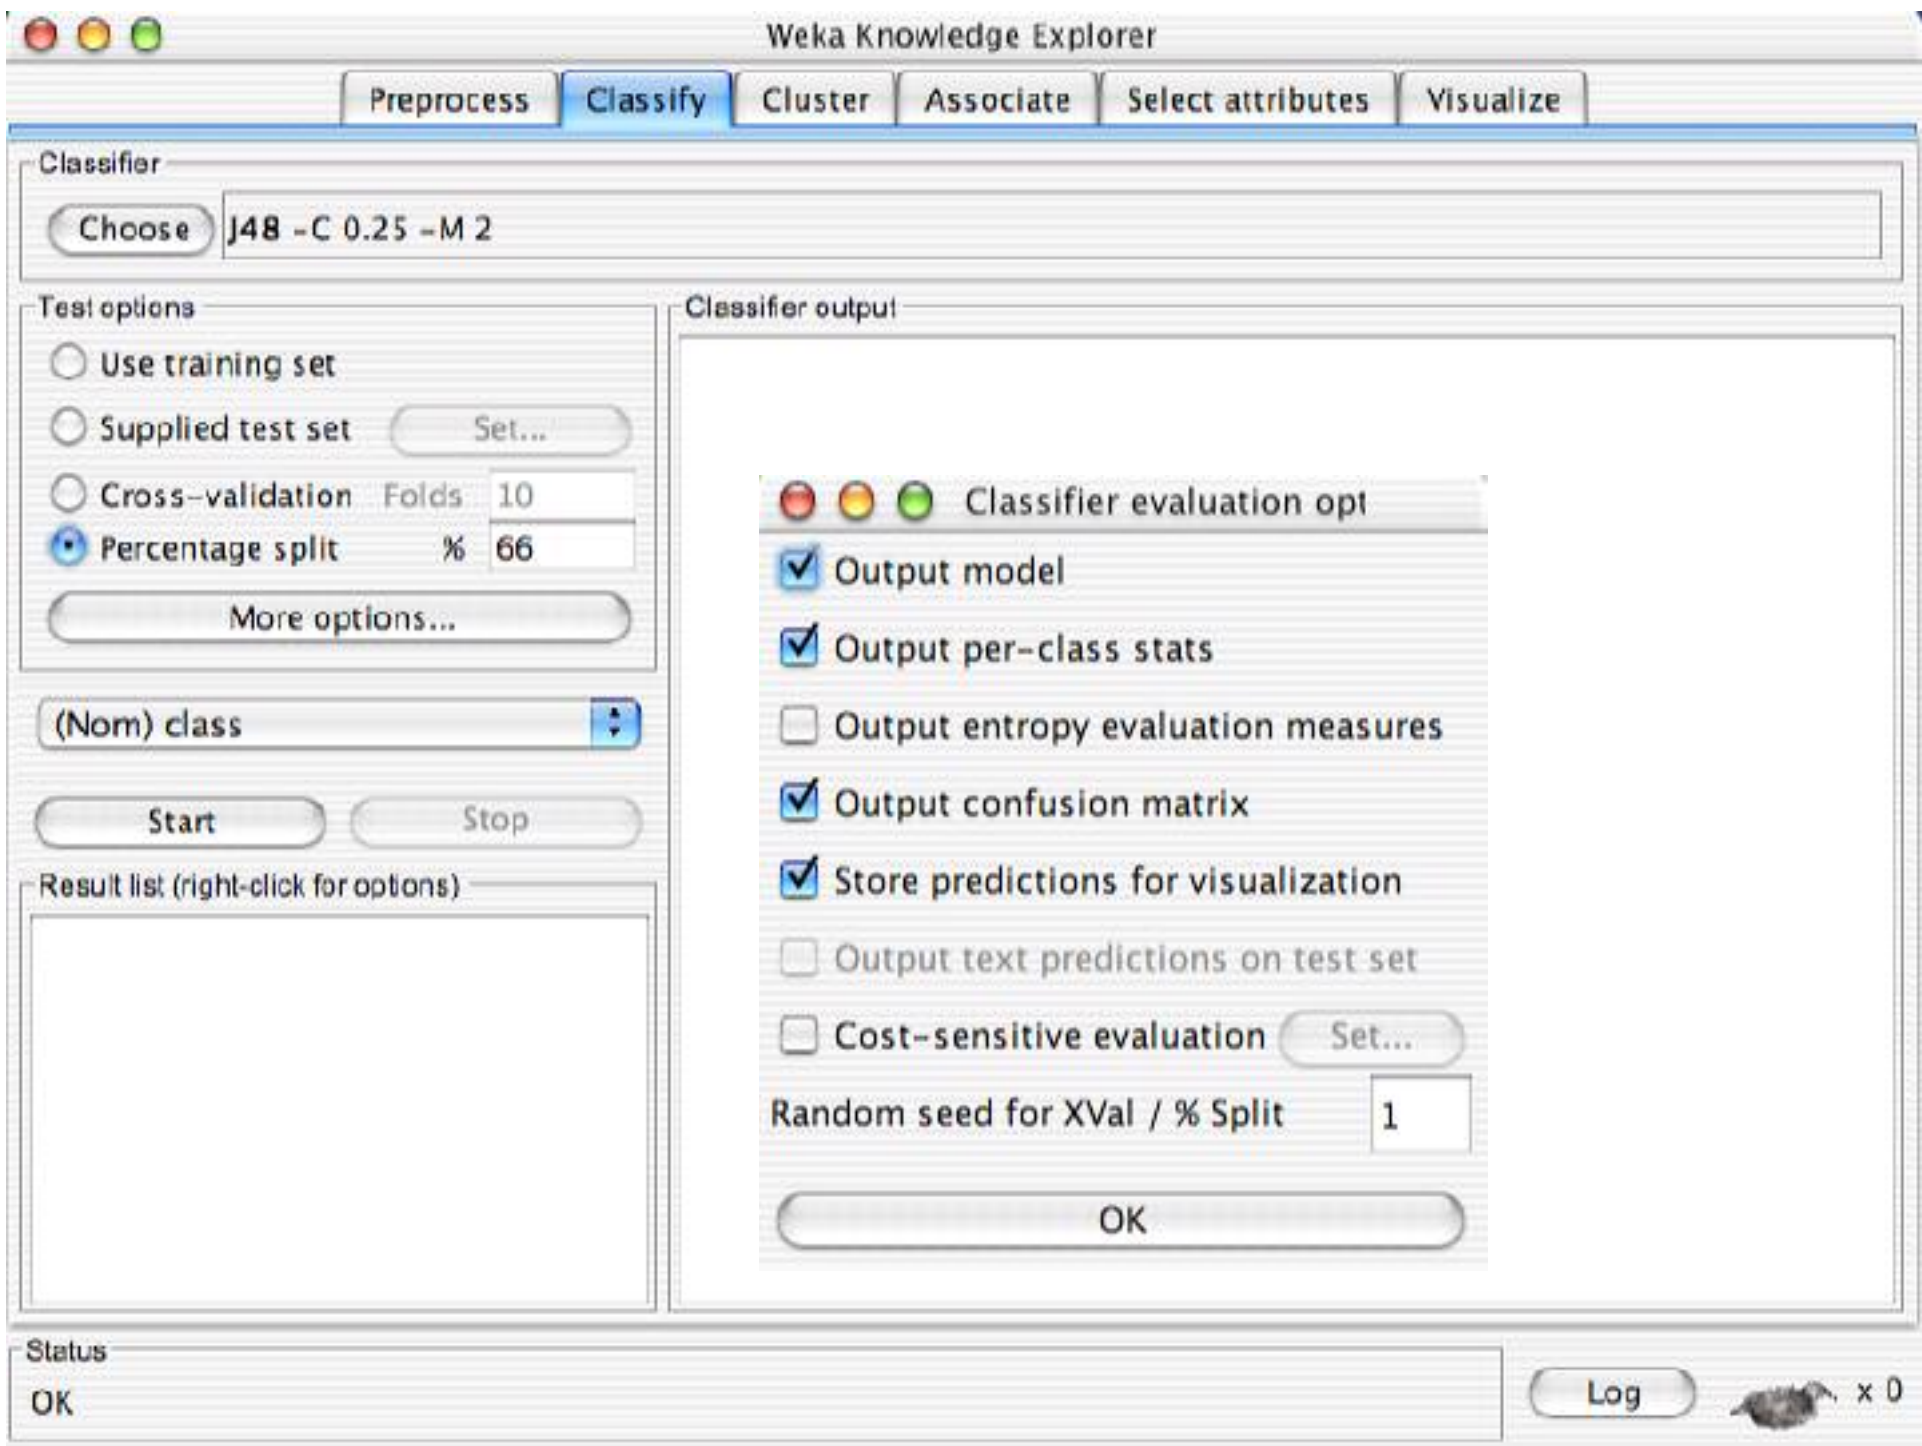 Weka Knowledge Explorer
Preprocess Classify Cluster Associate Select attributes Visualize
Classifier
Choose J48 -C 0.25 -M 2
Test options
Use training set
Supplied test set Set...
Cross-validation Folds 10
Percentage split % 66
More options...
(Nom) class
Start Stop
Result list (right-click for options)
Classifier output
Classifier evaluation opt
Output model
Output per-class stats
Output entropy evaluation measures
Output confusion matrix
Store predictions for visualization
Output text predictions on test set
Cost-sensitive evaluation Set...
Random seed for XVal / % Split 1
OK
Status
OK
Log x 0